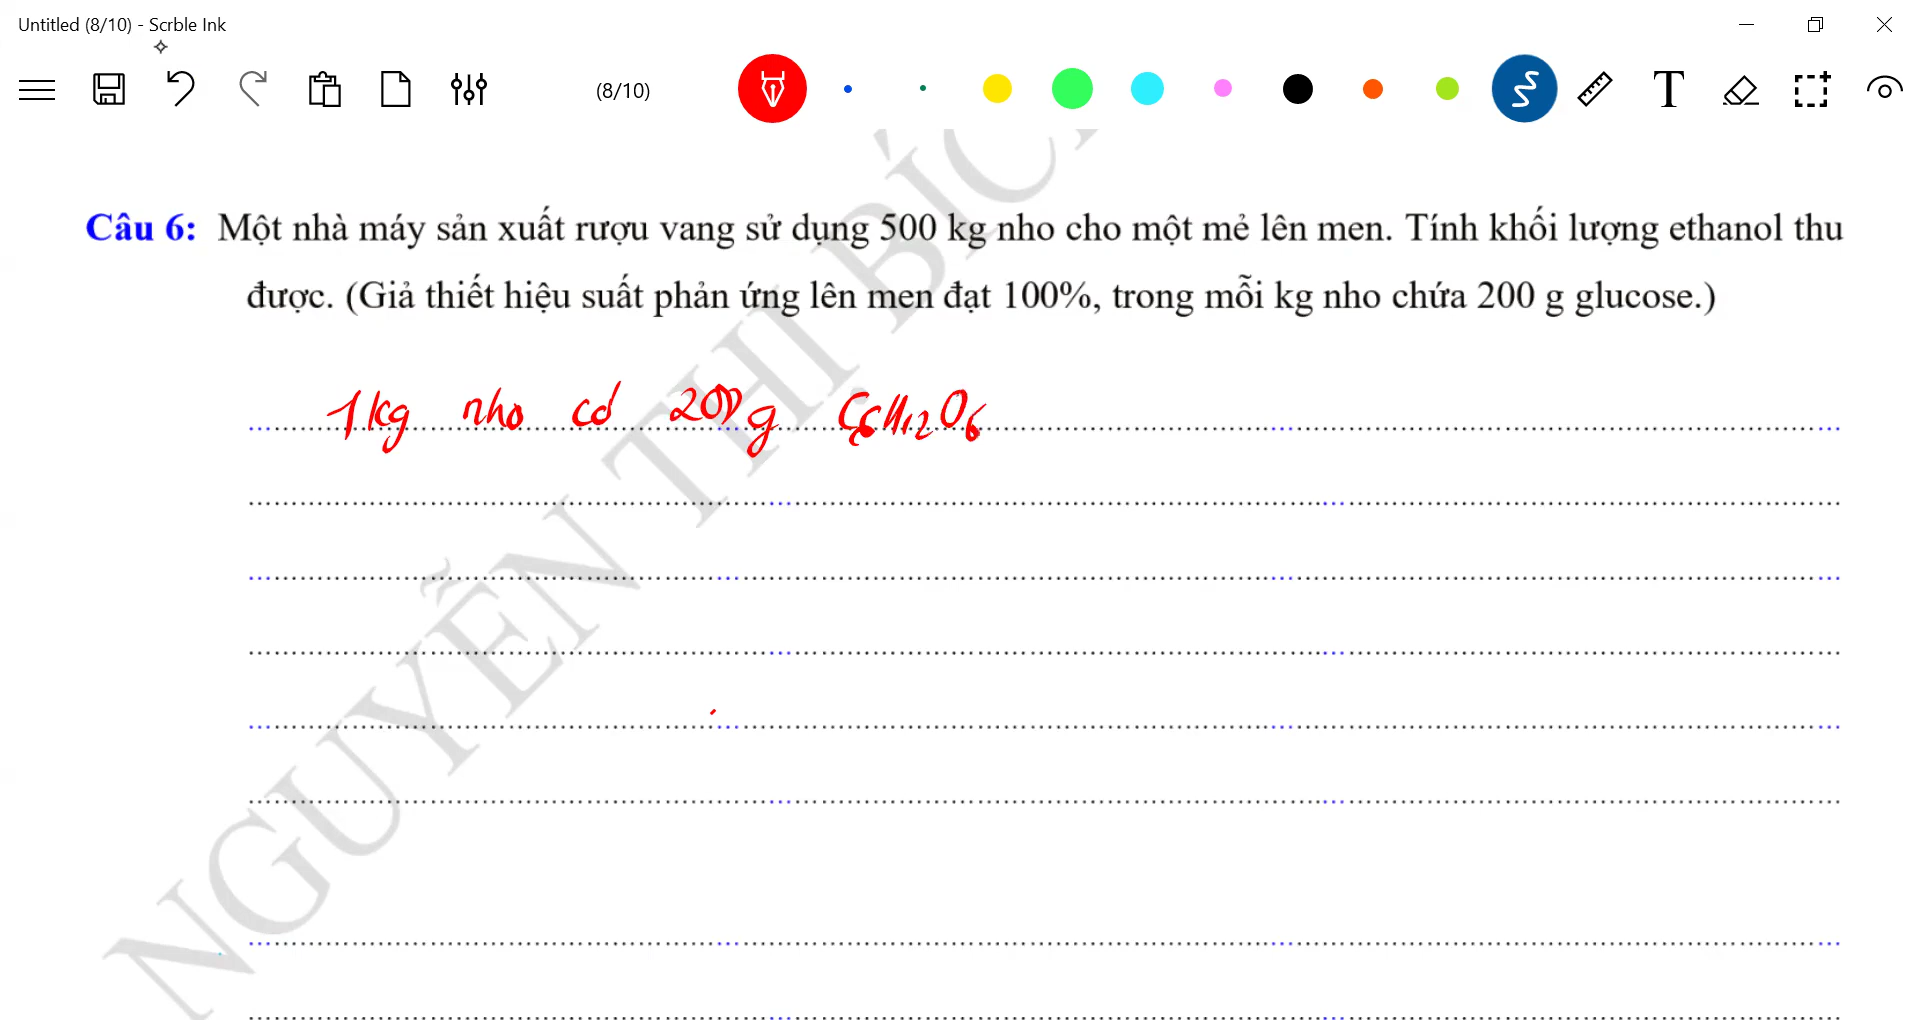 Untitled (8/10) - Scrble Ink
(8/10)
Câu 6: Một nhà máy sản xuất rượu vang sử dụng 500 kg nho cho một mẻ lên men. Tính khối lượng ethanol thu
được. (Giả thiết hiệu suất phản ứng lên men đạt 100%, trong mỗi kg nho chứa 200 g glucose.)
1kg nho có 200g C6H12O6
NGUYỄN THỊ BÍC